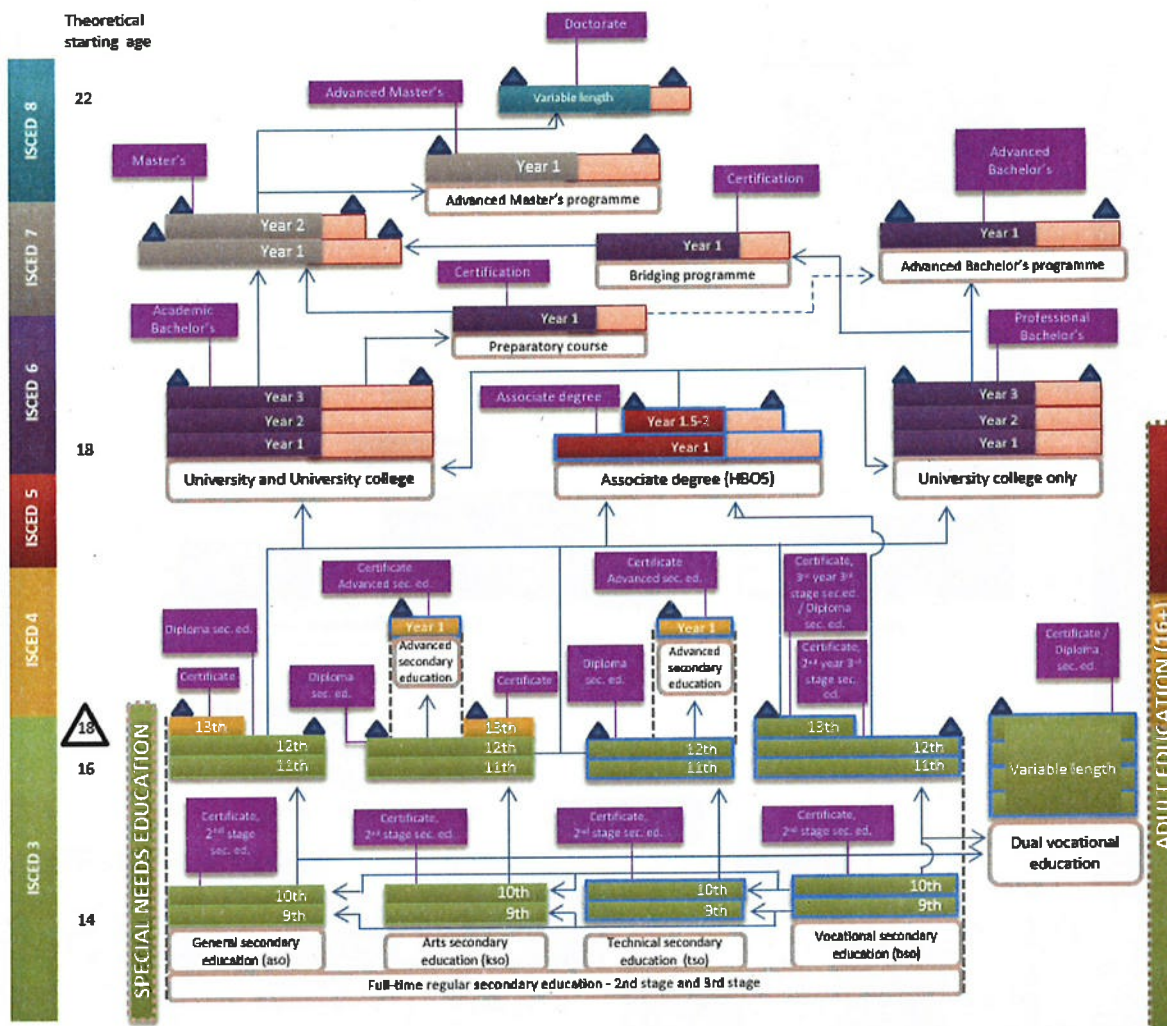 Theoretical
starting age
Doctorate
ISCED 8
22
Variable length
Advanced Master's
Master's
Year 1
Advanced Master's programme
Certification
Advanced
Bachelor's
ISCED 7
Year 2
Year 1
Year 1
Bridging programme
Year 1
Advanced Bachelor's programme
Certification
Academic
Bachelor's
Year 1
Preparatory course
Professional
Bachelor's
ISCED 6
Year 3
Year 2
Year 1
University and University college
Associate degree
Year 1.5-2
Year 1
Associate degree (HBO5)
Year 3
Year 2
Year 1
University college only
18
ISCED 5
ISCED 4
Certificate
Advanced sec. ed.
Certificate
Advanced sec. ed.
Certificate,
3rd year 3rd
stage sec.ed.
/ Diploma
sec. ed.
Diploma sec. ed.
Year 1
Advanced
secondary
education
Year 1
Advanced
secondary
education
Certificate,
2nd year 3rd
stage sec.
ed.
Certificate /
Diploma
sec. ed.
Certificate
Diploma
sec. ed.
Certificate
Diploma
sec. ed.
18
16
13th
12th
11th
13th
12th
11th
12th
11th
13th
12th
11th
Variable length
Dual vocational
education
ISCED 3
SPECIAL NEEDS EDUCATION
ADULT EDUCATION (16+)
Certificate,
2nd stage
sec. ed.
Certificate,
2nd stage sec. ed.
Certificate,
2nd stage sec. ed.
Certificate,
2nd stage sec. ed.
14
10th
9th
10th
9th
10th
9th
10th
9th
General secondary
education (aso)
Arts secondary
education (kso)
Technical secondary
education (tso)
Vocational secondary
education (bso)
Full-time regular secondary education - 2nd stage and 3rd stage